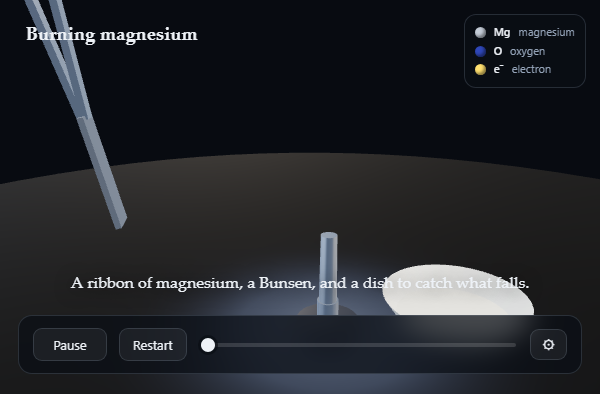 Burning magnesium
Mg magnesium
O oxygen
e⁻ electron
A ribbon of magnesium, a Bunsen, and a dish to catch what falls.
Pause
Restart